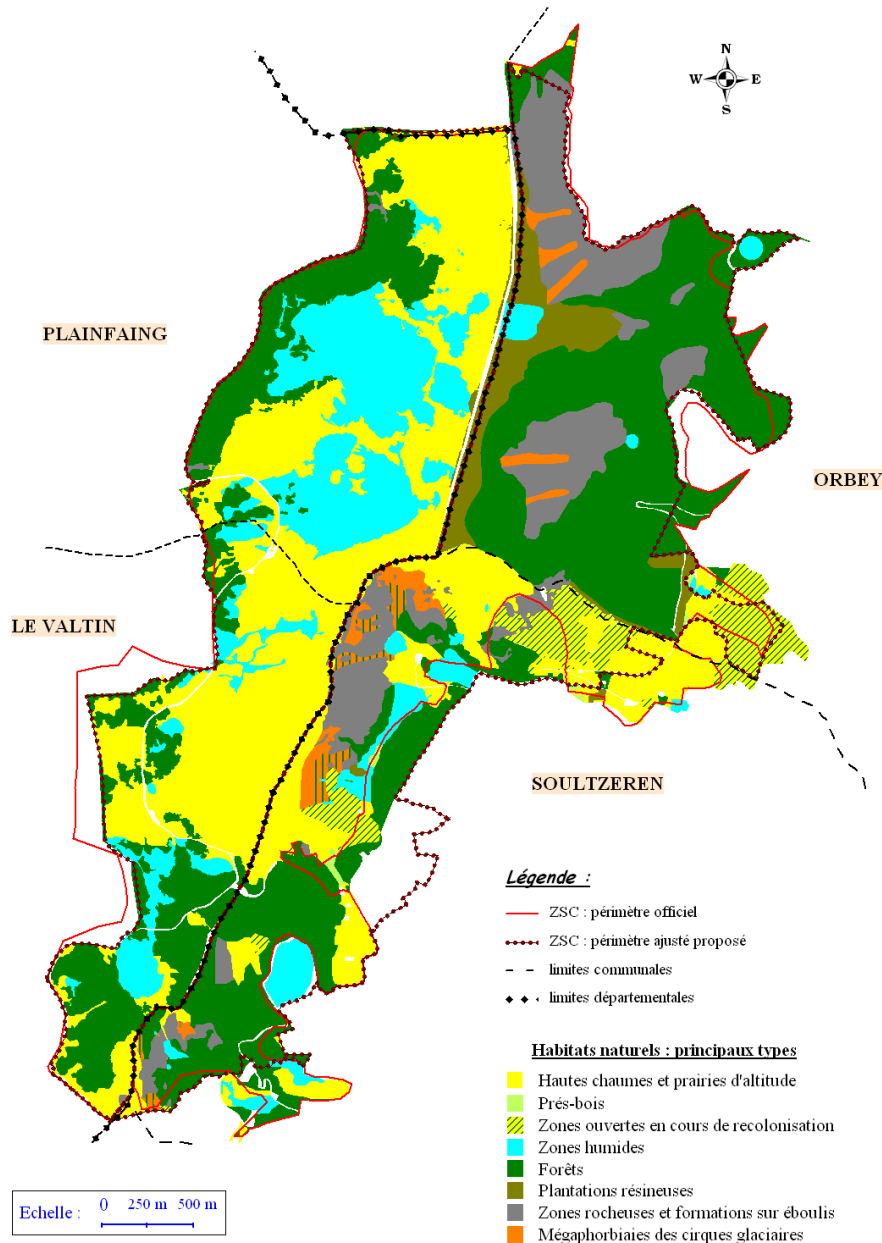 N
W E
S
PLAINFAING
ORBEY
LE VALTIN
SOULTZEREN
Légende :
ZSC : périmètre officiel
ZSC : périmètre ajusté proposé
limites communales
limites départementales
Habitats naturels : principaux types
Hautes chaumes et prairies d'altitude
Prés-bois
Zones ouvertes en cours de recolonisation
Zones humides
Forêts
Plantations résineuses
Zones rocheuses et formations sur éboulis
Mégaphorbiaies des cirques glaciaires
Echelle : 0 250 m 500 m